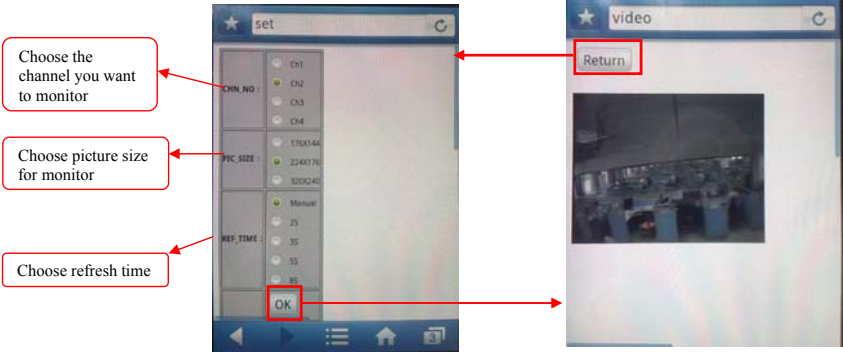 Choose the
channel you want
to monitor
Choose picture size
for monitor
Choose refresh time
set
CHN_NO :
Ch1
Ch2
Ch3
Ch4
PIC_SIZE :
176X144
224X176
320X240
REF_TIME :
Manual
2S
3S
5S
8S
OK
3
video
Return